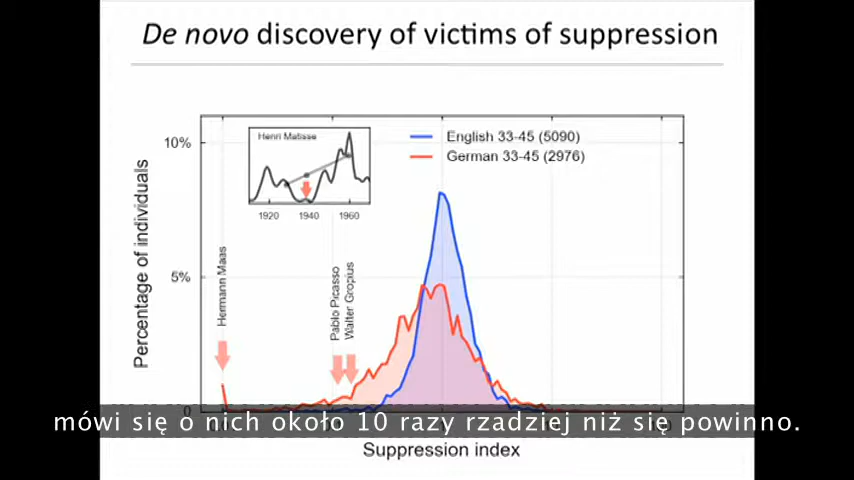 De novo discovery of victims of suppression
Henri Matisse
1920 1940 1960
English 33-45 (5090)
German 33-45 (2976)
10%
5%
0
Percentage of individuals
Hermann Maas
Pablo Picasso
Walter Gropius
mówi się o nich około 10 razy rzadziej niż się powinno.
Suppression index